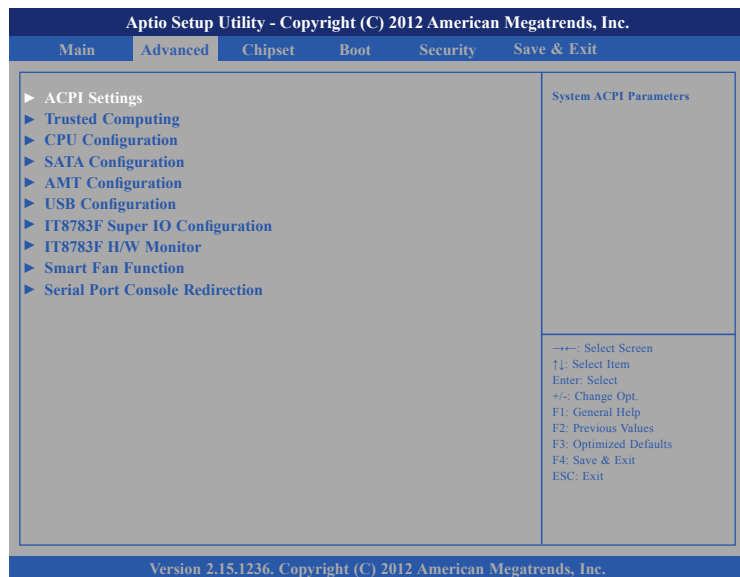 Aptio Setup Utility - Copyright (C) 2012 American Megatrends, Inc.
Main Advanced Chipset Boot Security Save & Exit
► ACPI Settings
► Trusted Computing
► CPU Configuration
► SATA Configuration
► AMT Configuration
► USB Configuration
► IT8783F Super IO Configuration
► IT8783F H/W Monitor
► Smart Fan Function
► Serial Port Console Redirection
System ACPI Parameters
→←: Select Screen
↑↓: Select Item
Enter: Select
+/-: Change Opt.
F1: General Help
F2: Previous Values
F3: Optimized Defaults
F4: Save & Exit
ESC: Exit
Version 2.15.1236. Copyright (C) 2012 American Megatrends, Inc.